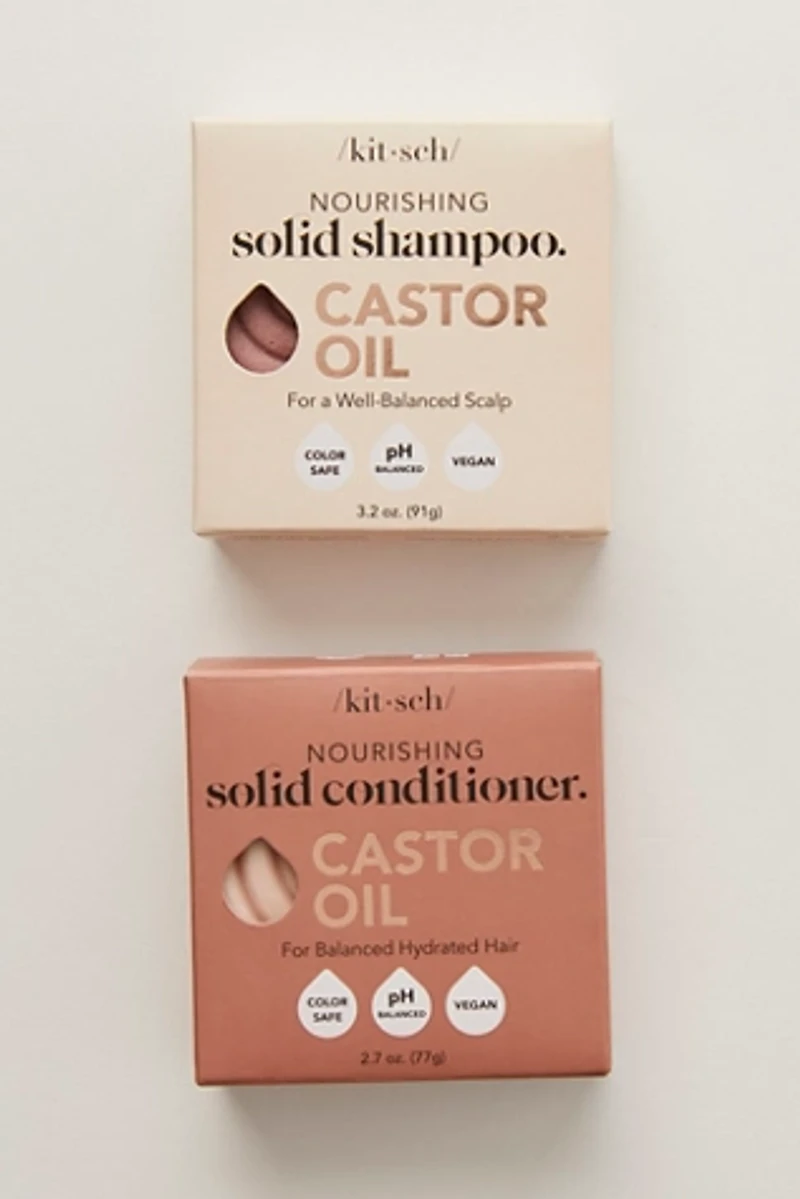 /kit·sch/
NOURISHING
solid shampoo.
CASTOR
OIL
For a Well-Balanced Scalp
COLOR
SAFE
pH
BALANCED
VEGAN
3.2 oz. (91g)
/kit·sch/
NOURISHING
solid conditioner.
CASTOR
OIL
For Balanced Hydrated Hair
COLOR
SAFE
pH
BALANCED
VEGAN
2.7 oz. (77g)